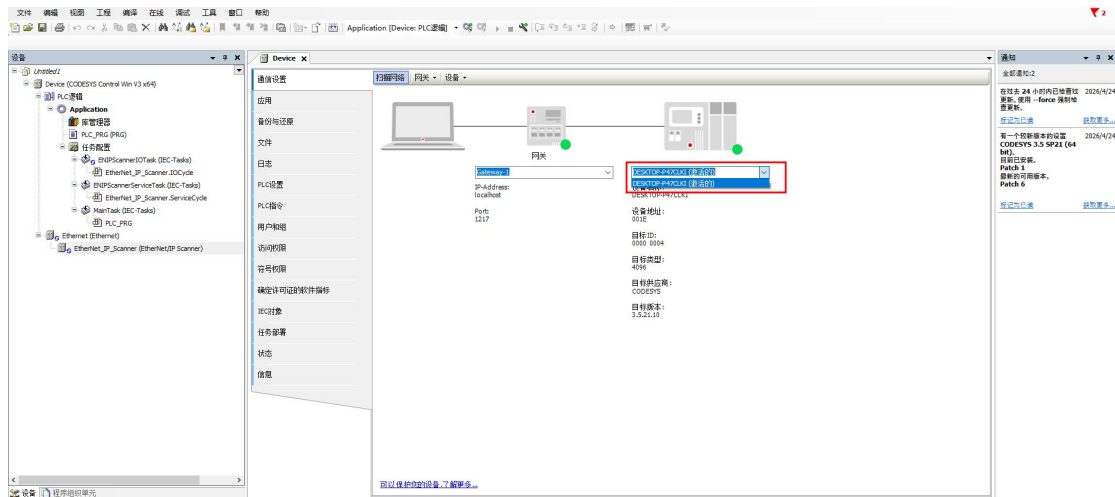 文件 编辑 视图 工程 编译 在线 调试 工具 窗口 帮助
2
Application [Device: PLC逻辑]
设备
Untitled1
Device (CODESYS Control Win V3 x64)
PLC逻辑
Application
库管理器
PLC_PRG (PRG)
任务配置
ENIPScannerIOTask (IEC-Tasks)
EtherNet_IP_Scanner.IOCycle
ENIPScannerServiceTask (IEC-Tasks)
EtherNet_IP_Scanner.ServiceCycle
MainTask (IEC-Tasks)
PLC_PRG
Ethernet (Ethernet)
EtherNet_IP_Scanner (EtherNet/IP Scanner)
设备 程序组织单元
Device
通信设置
应用
备份与还原
文件
日志
PLC设置
PLC指令
用户和组
访问权限
符号权限
确定许可证的软件指标
IEC对象
任务部署
状态
信息
扫描网络 网关 设备
网关
Gateway-1
IP-Address:
localhost
Port:
1217
DESKTOP-P47CLKI (激活的)
DESKTOP-P47CLKI (激活的)
DESKTOP-P47CLKI
设备地址:
001E
目标ID:
0000 0004
目标类型:
4096
目标供应商:
CODESYS
目标版本:
3.5.21.10
可以保护您的设备.了解更多...
通知
全部通知:2
在过去 24 小时内已检查过更新。使用 --force 强制检查更新。
2026/4/24
标记为已读 获取更多...
有一个较新版本的设置 CODESYS 3.5 SP21 (64 bit)。
2026/4/24
目前已安装。
Patch 1
最新的可用版本。
Patch 6
标记为已读 获取更多...